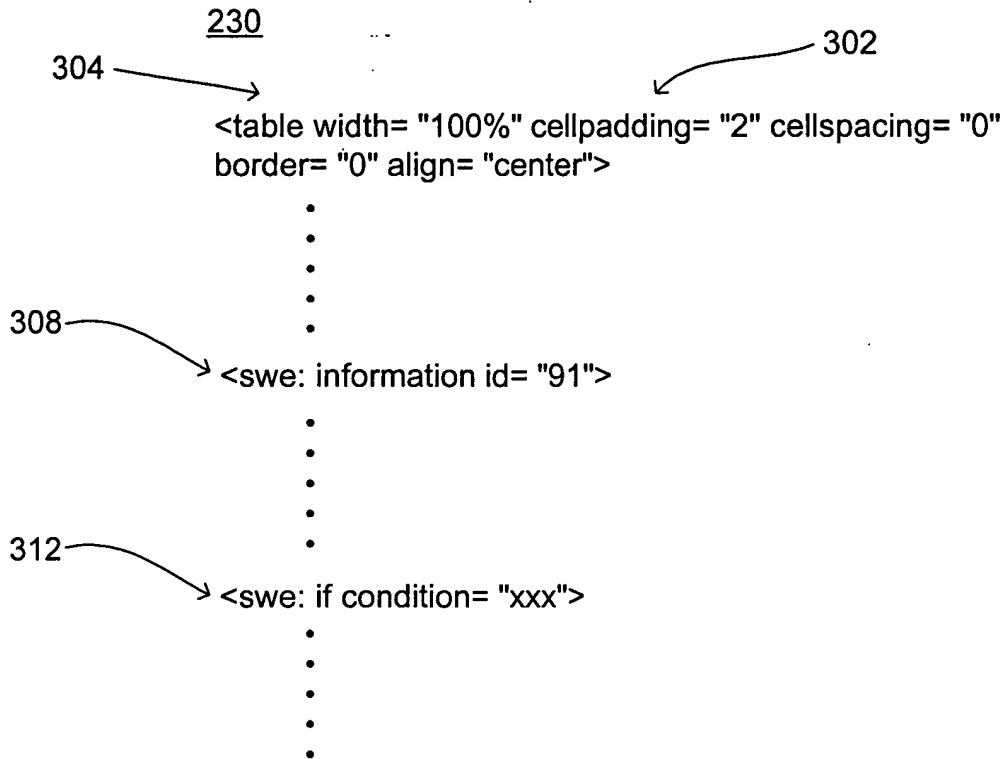 230
302
304
<table width= "100%" cellpadding= "2" cellspacing= "0"
border= "0" align= "center">
308
<swe: information id= "91">
312
<swe: if condition= "xxx">